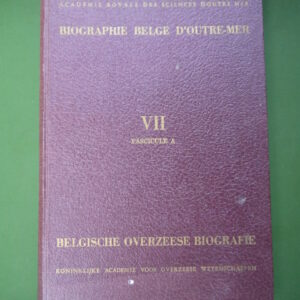 ACADEMIE ROYALE DES SCIENCES D'OUTRE-MER
BIOGRAPHIE BELGE D'OUTRE-MER
VII
FASCICULE A
BELGISCHE OVERZEESE BIOGRAFIE
KONINKLIJKE ACADEMIE VOOR OVERZEESE WETENSCHAPPEN